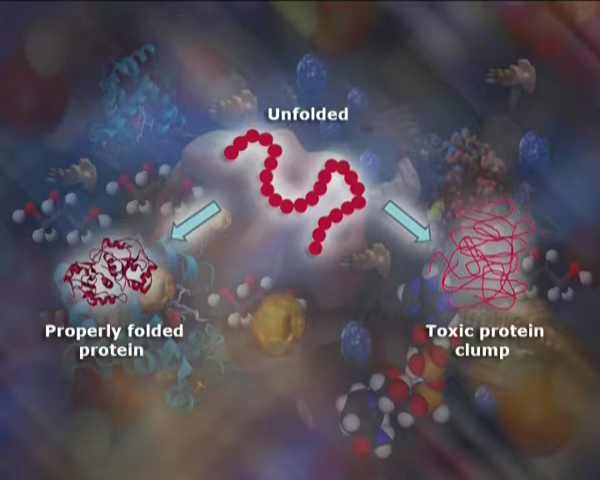 Unfolded
Properly folded
protein
Toxic protein
clump